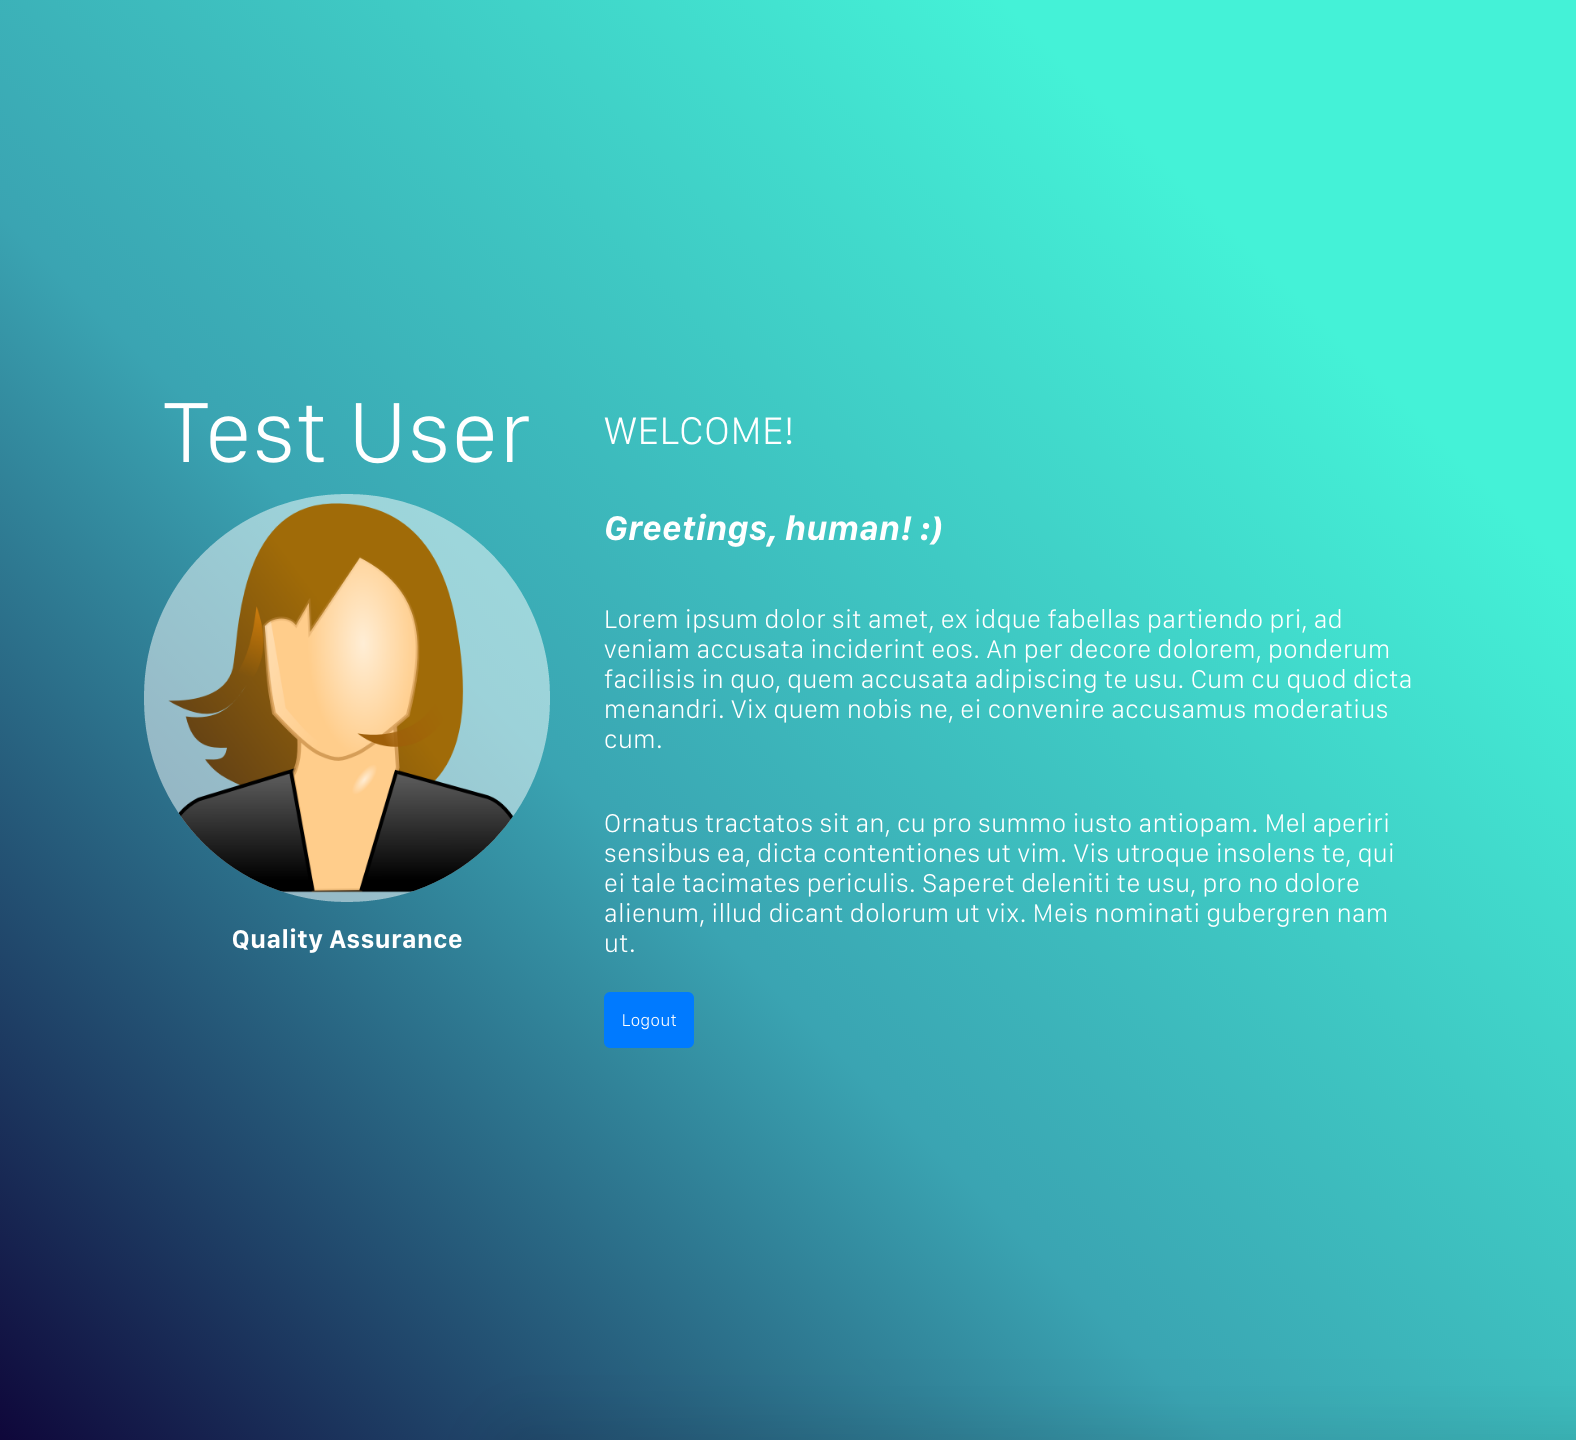 Test User
Quality Assurance
WELCOME!
Greetings, human! :)
Lorem ipsum dolor sit amet, ex idque fabellas partiendo pri, ad
veniam accusata inciderint eos. An per decore dolorem, ponderum
facilisis in quo, quem accusata adipiscing te usu. Cum cu quod dicta
menandri. Vix quem nobis ne, ei convenire accusamus moderatius
cum.
Ornatus tractatos sit an, cu pro summo iusto antiopam. Mel aperiri
sensibus ea, dicta contentiones ut vim. Vis utroque insolens te, qui
ei tale tacimates periculis. Saperet deleniti te usu, pro no dolore
alienum, illud dicant dolorum ut vix. Meis nominati gubergren nam
ut.
Logout